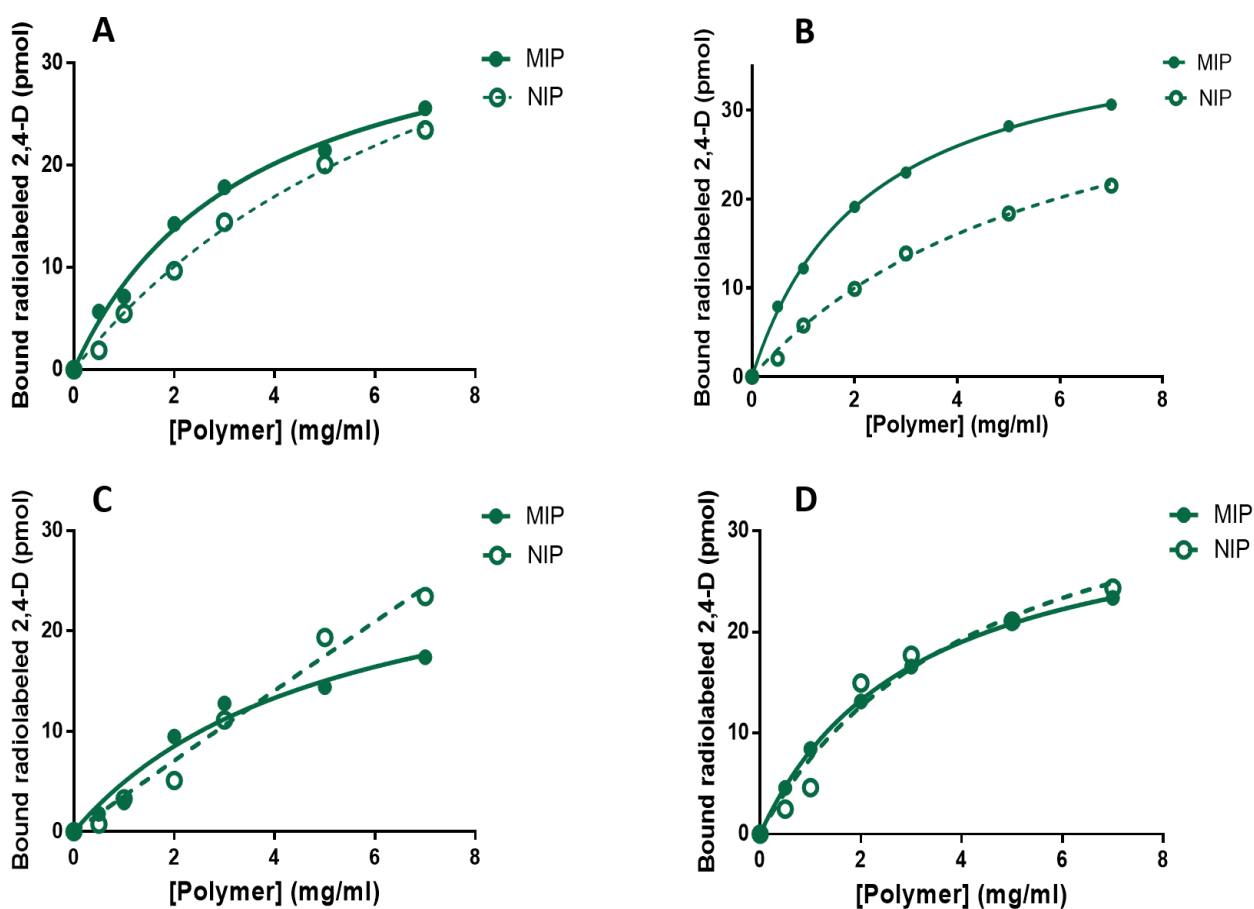 A
Bound radiolabeled 2,4-D (pmol)
30
20
10
0
0 2 4 6 8
[Polymer] (mg/ml)
MIP
NIP
B
Bound radiolabeled 2,4-D (pmol)
30
20
10
0
0 2 4 6 8
[Polymer] (mg/ml)
MIP
NIP
C
Bound radiolabeled 2,4-D (pmol)
30
20
10
0
0 2 4 6 8
[Polymer] (mg/ml)
MIP
NIP
D
Bound radiolabeled 2,4-D (pmol)
30
20
10
0
0 2 4 6 8
[Polymer] (mg/ml)
MIP
NIP